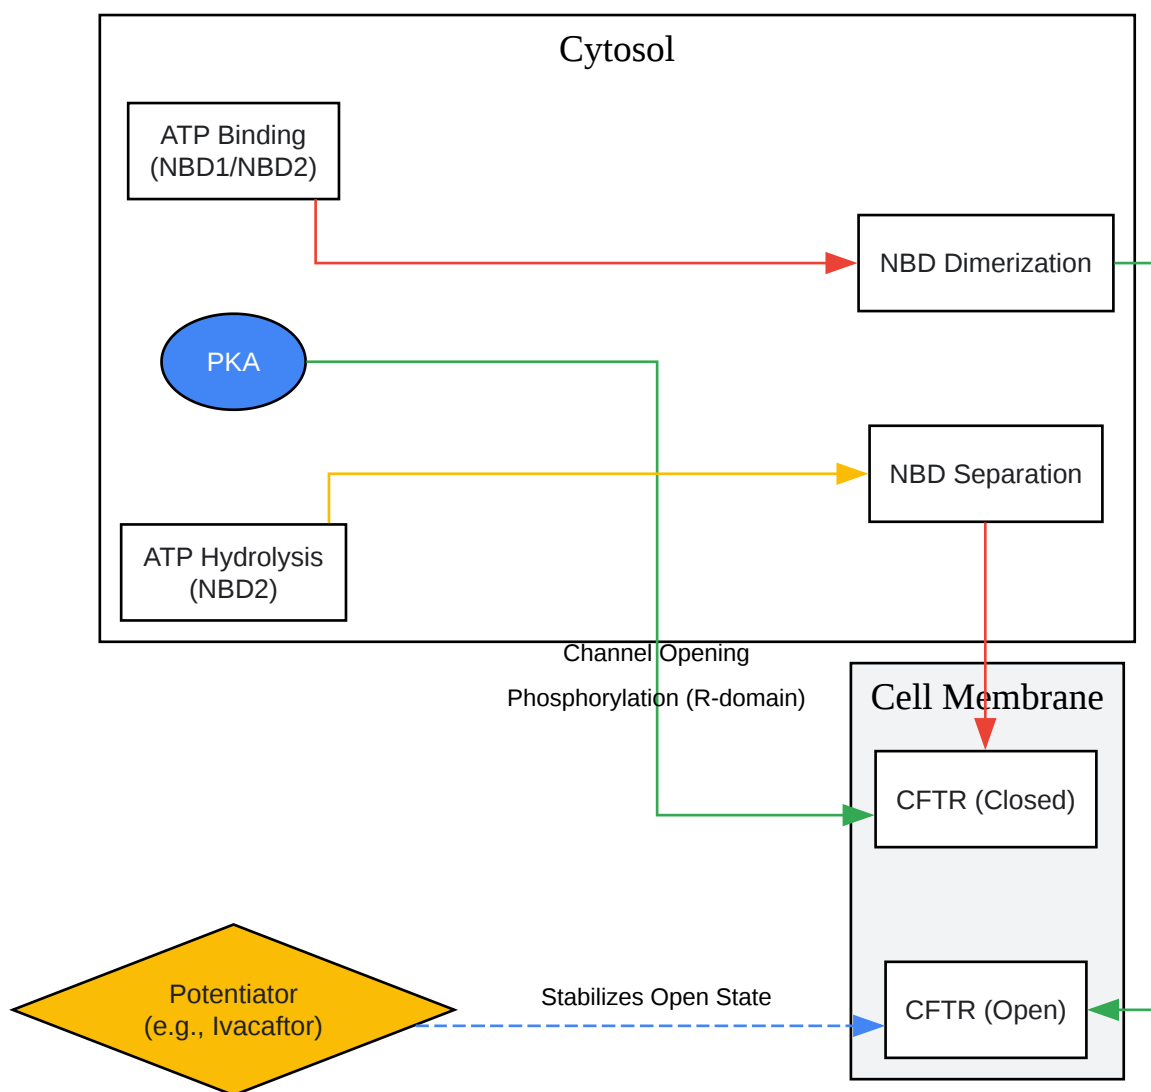 Cytosol
ATP Binding
(NBD1/NBD2)
NBD Dimerization
PKA
NBD Separation
ATP Hydrolysis
(NBD2)
Channel Opening
Phosphorylation (R-domain)
Cell Membrane
CFTR (Closed)
Potentiator
(e.g., Ivacaftor)
Stabilizes Open State
CFTR (Open)